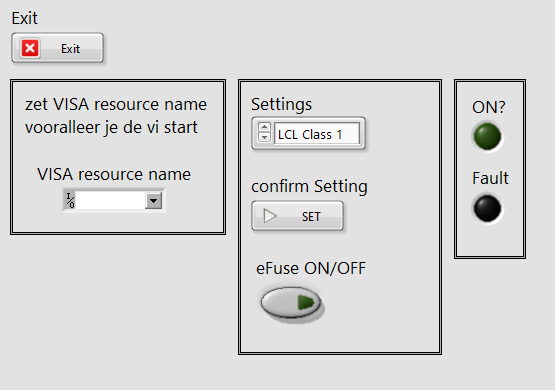 Exit
Exit
zet VISA resource name
vooralleer je de vi start
VISA resource name
I/O
Settings
LCL Class 1
confirm Setting
SET
eFuse ON/OFF
ON?
Fault